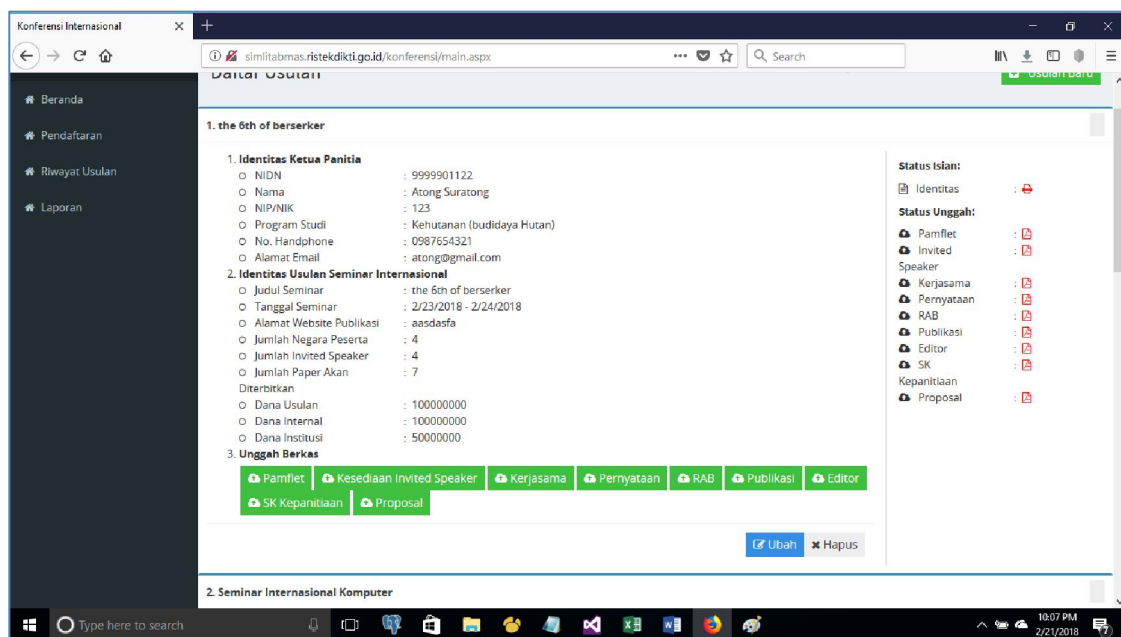 Konferensi Internasional
simlitabmas.ristekdikti.go.id/konferensi/main.aspx
Search
Daftar Usulan
Usulan Baru
Beranda
Pendaftaran
Riwayat Usulan
Laporan
1. the 6th of berserker
1. Identitas Ketua Panitia
NIDN : 9999901122
Nama : Atong Suratong
NIP/NIK : 123
Program Studi : Kehutanan (budidaya Hutan)
No. Handphone : 0987654321
Alamat Email : atong@gmail.com
2. Identitas Usulan Seminar Internasional
Judul Seminar : the 6th of berserker
Tanggal Seminar : 2/23/2018 - 2/24/2018
Alamat Website Publikasi : aasdasfa
Jumlah Negara Peserta : 4
Jumlah Invited Speaker : 4
Jumlah Paper Akan : 7
Diterbitkan
Dana Usulan : 100000000
Dana Internal : 100000000
Dana Institusi : 50000000
3. Unggah Berkas
Pamflet Kesediaan Invited Speaker Kerjasama Pernyataan RAB Publikasi Editor
SK Kepanitiaan Proposal
Ubah Hapus
Status Isian:
Identitas :
Status Unggah:
Pamflet :
Invited :
Speaker
Kerjasama :
Pernyataan :
RAB :
Publikasi :
Editor :
SK :
Kepanitiaan
Proposal :
2. Seminar Internasional Komputer
Type here to search
10:07 PM
2/21/2018